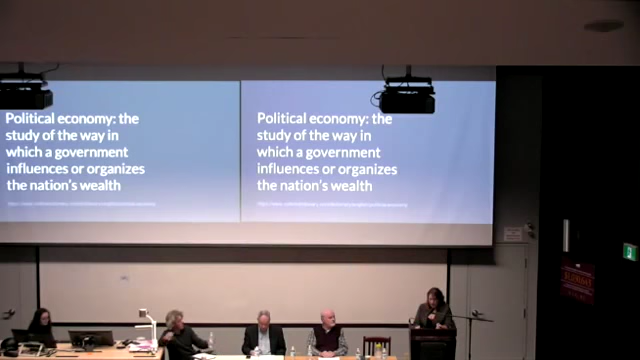 Political economy: the
study of the way in
which a government
influences or organizes
the nation's wealth
Political economy: the
study of the way in
which a government
influences or organizes
the nation's wealth